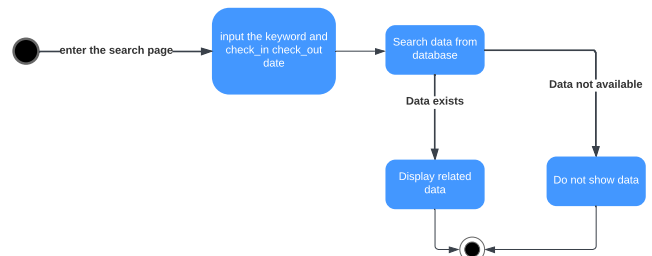 enter the search page
input the keyword and
check_in check_out
date
Search data from
database
Data exists
Data not available
Display related
data
Do not show data